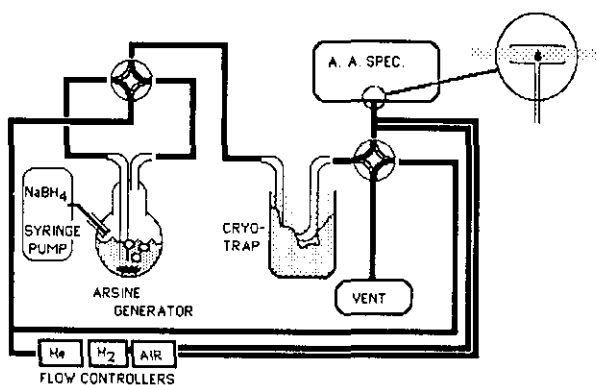 A. A. SPEC.
NaBH4
SYRINGE
PUMP
CRYO-
TRAP
ARSINE
GENERATOR
VENT
He
H2
AIR
FLOW CONTROLLERS